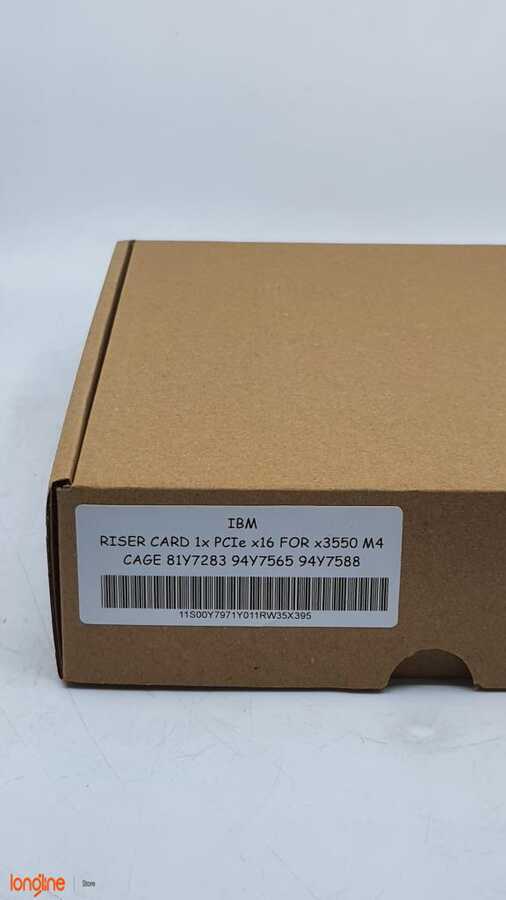 IBM
RISER CARD 1x PCIe x16 FOR x3550 M4
CAGE 81Y7283 94Y7565 94Y7588
11S00Y7971Y011RW35X395
longline | Store